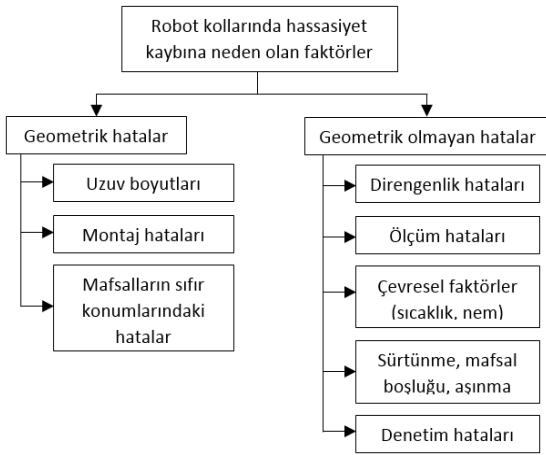 Robot kollarında hassasiyet
kaybına neden olan faktörler
Geometrik hatalar
Uzuv boyutları
Montaj hataları
Mafsalların sıfır
konumlarındaki
hatalar
Geometrik olmayan hatalar
Direngenlik hataları
Ölçüm hataları
Çevresel faktörler
(sıcaklık, nem)
Sürtünme, mafsal
boşluğu, aşınma
Denetim hataları